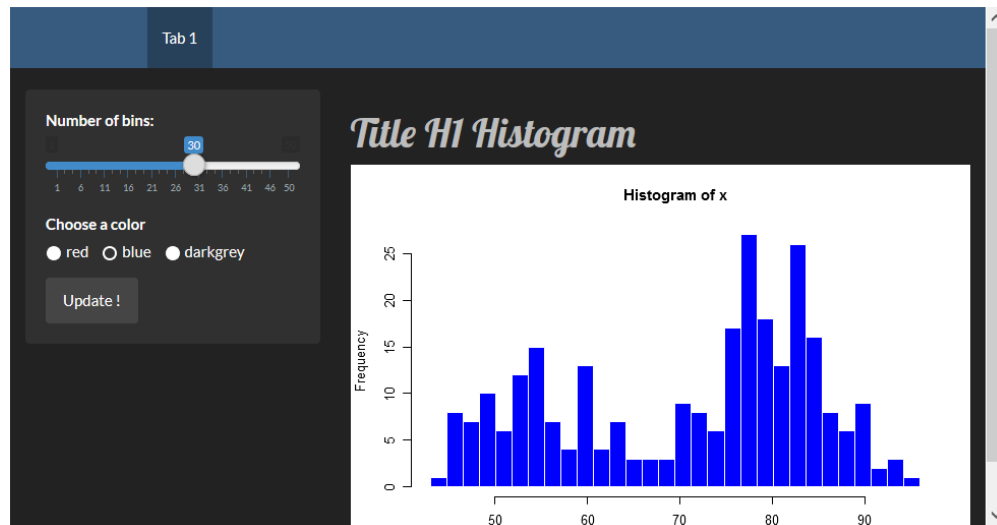 Tab 1
Number of bins:
30
1 6 11 16 21 26 31 36 41 46 50
Choose a color
red blue darkgrey
Update !
Title H1 Histogram
Histogram of x
Frequency
25
20
15
10
5
0
50 60 70 80 90